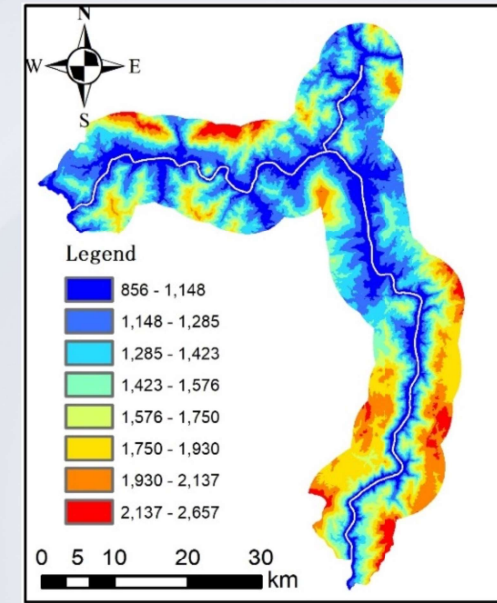 N
W E
S
Legend
856 - 1,148
1,148 - 1,285
1,285 - 1,423
1,423 - 1,576
1,576 - 1,750
1,750 - 1,930
1,930 - 2,137
2,137 - 2,657
0 5 10 20 30
km